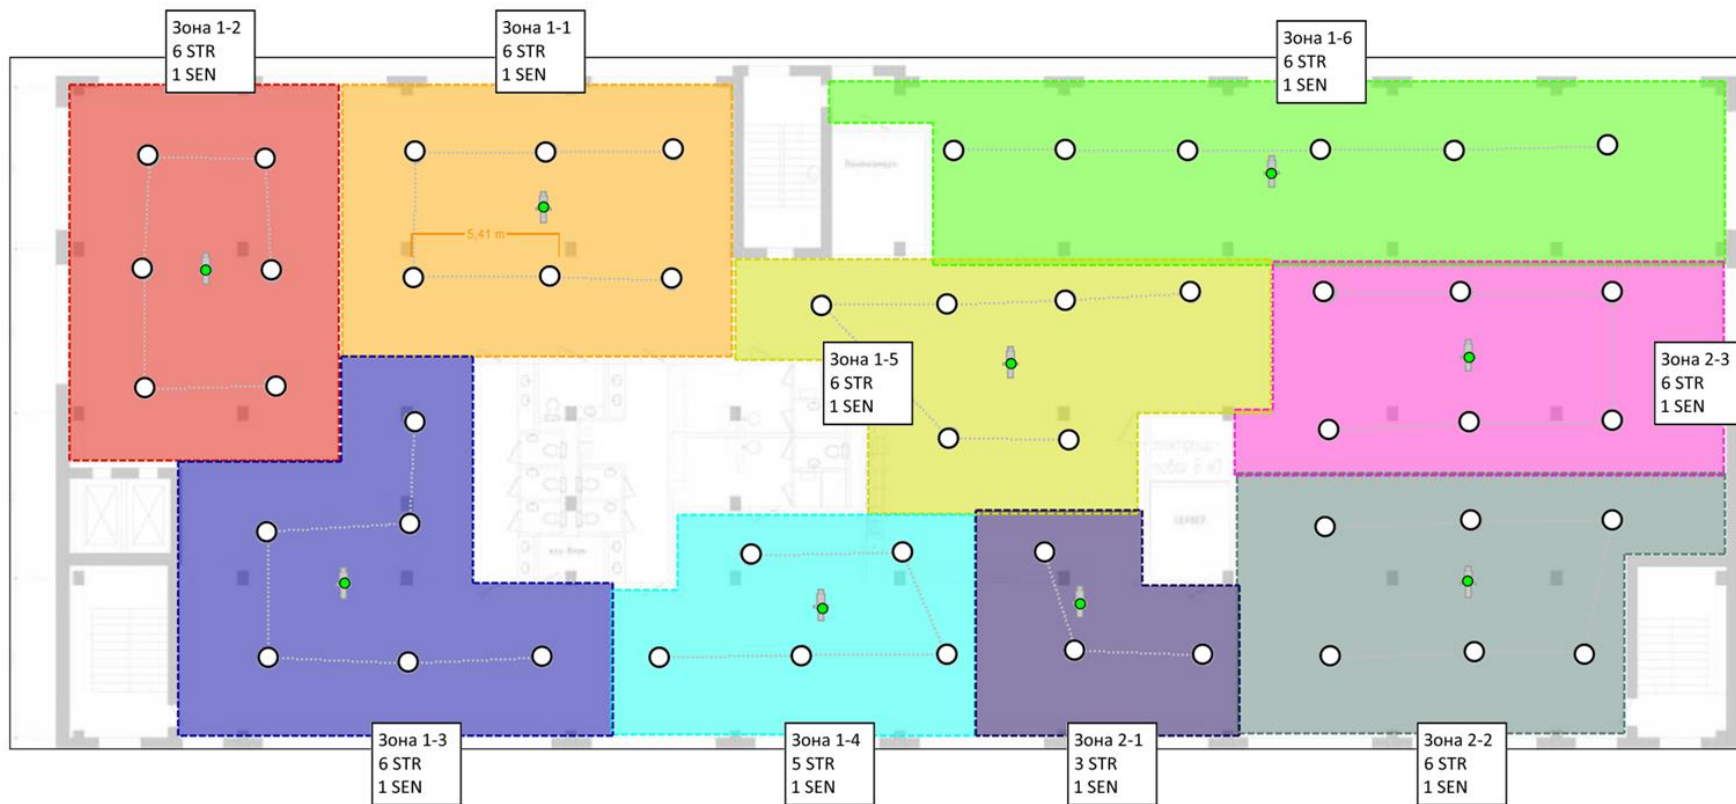 Зона 1-2
6 STR
1 SEN
Зона 1-1
6 STR
1 SEN
Зона 1-6
6 STR
1 SEN
5,41 m
Зона 1-5
6 STR
1 SEN
Зона 2-3
6 STR
1 SEN
СЕРВЕР
Зона 1-3
6 STR
1 SEN
Зона 1-4
5 STR
1 SEN
Зона 2-1
3 STR
1 SEN
Зона 2-2
6 STR
1 SEN